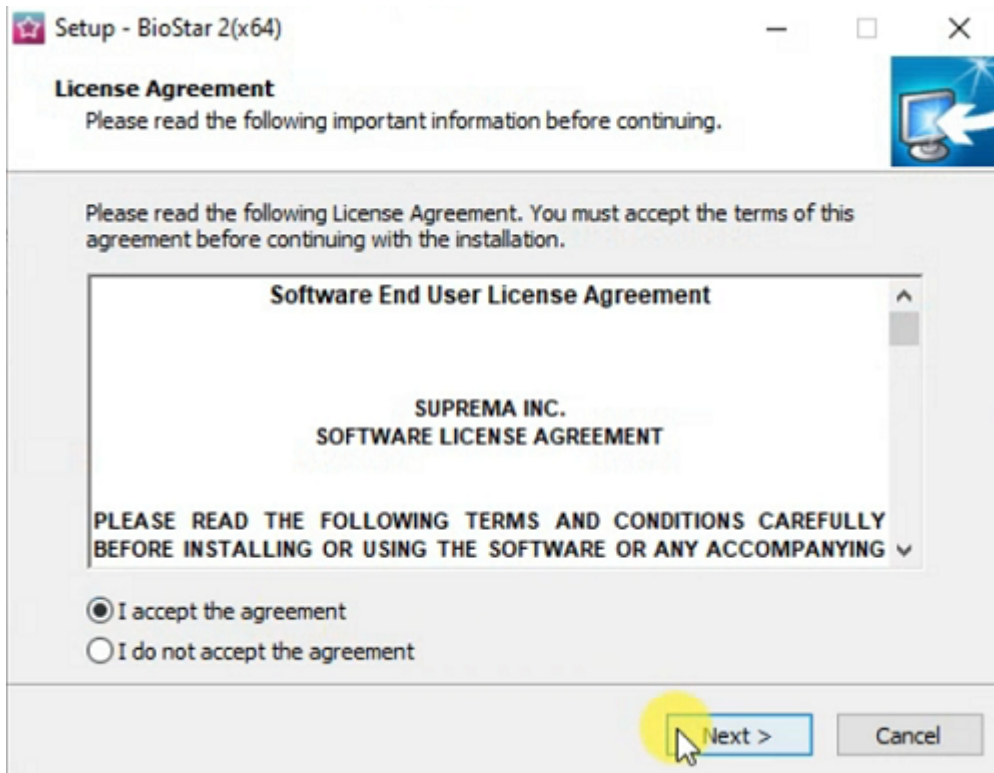 Setup - BioStar 2(x64)
License Agreement
Please read the following important information before continuing.
Please read the following License Agreement. You must accept the terms of this
agreement before continuing with the installation.
Software End User License Agreement
SUPREMA INC.
SOFTWARE LICENSE AGREEMENT
PLEASE READ THE FOLLOWING TERMS AND CONDITIONS CAREFULLY
BEFORE INSTALLING OR USING THE SOFTWARE OR ANY ACCOMPANYING
I accept the agreement
I do not accept the agreement
Next >
Cancel